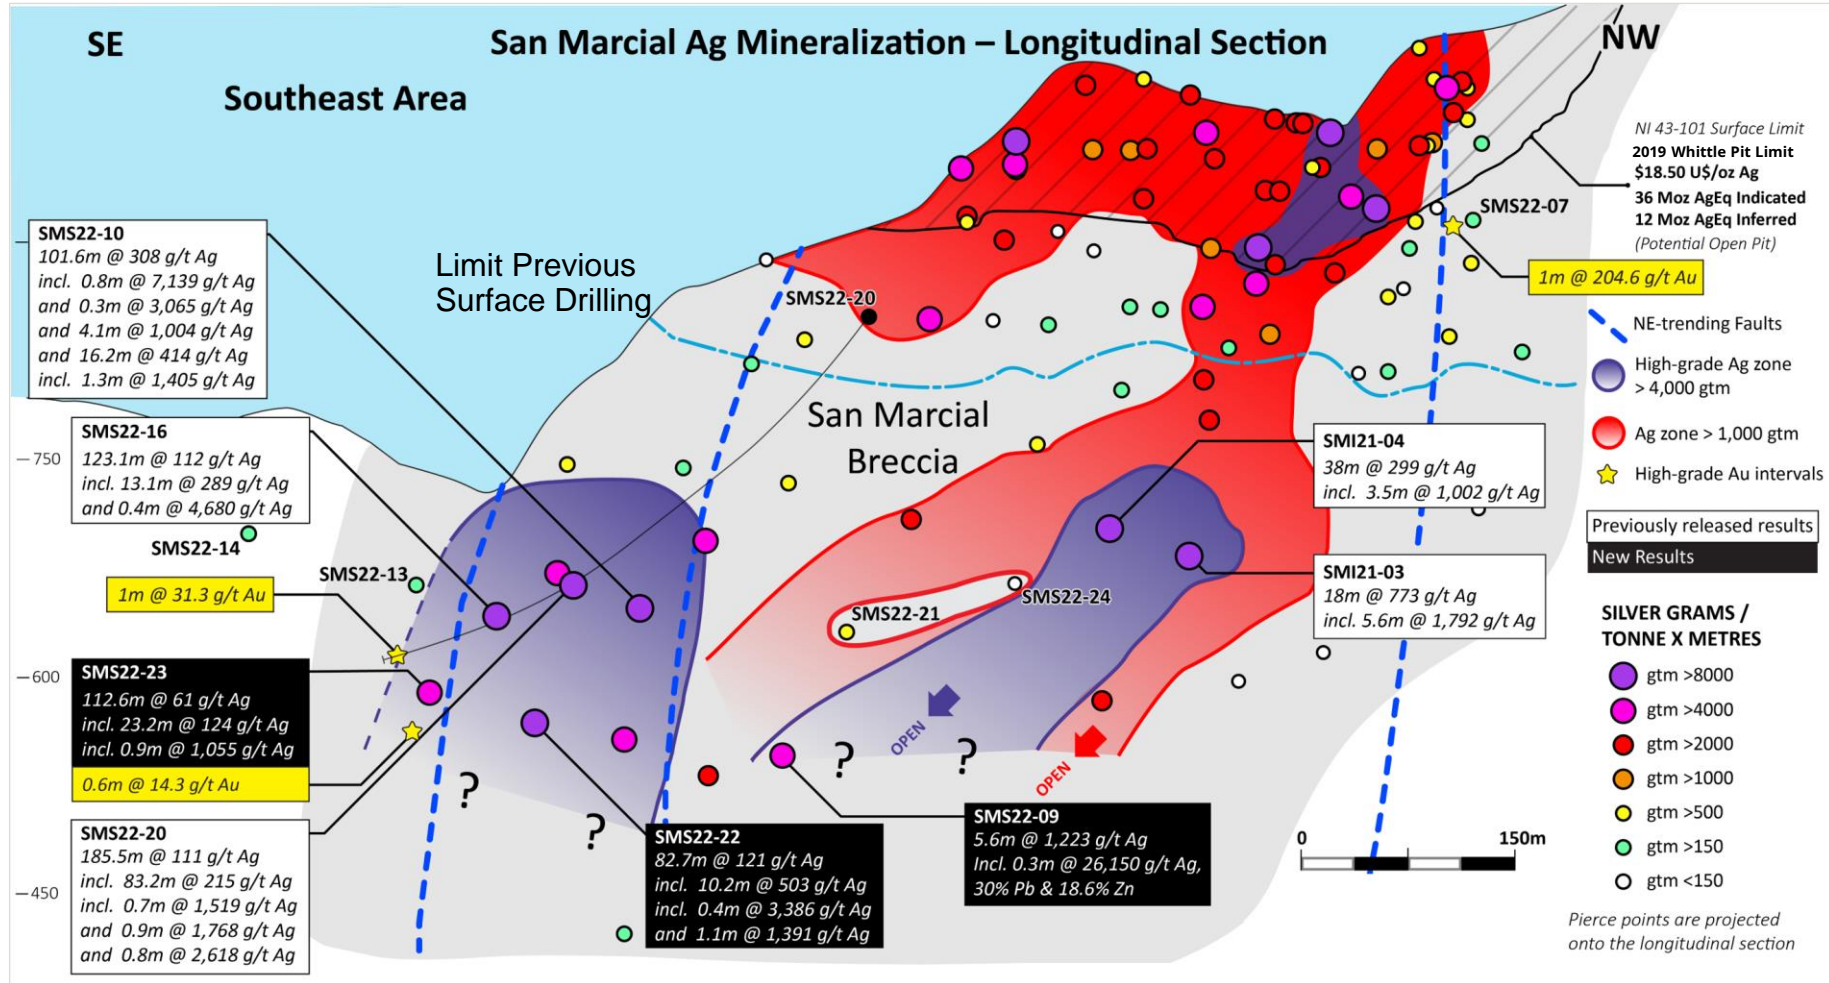 SE
San Marcial Ag Mineralization – Longitudinal Section
NW
Southeast Area
NI 43-101 Surface Limit
2019 Whittle Pit Limit
$18.50 U$/oz Ag
36 Moz AgEq Indicated
12 Moz AgEq Inferred
(Potential Open Pit)
SMS22-07
1m @ 204.6 g/t Au
SMS22-10
101.6m @ 308 g/t Ag
incl. 0.8m @ 7,139 g/t Ag
and 0.3m @ 3,065 g/t Ag
and 4.1m @ 1,004 g/t Ag
and 16.2m @ 414 g/t Ag
incl. 1.3m @ 1,405 g/t Ag
Limit Previous
Surface Drilling
SMS22-20
NE-trending Faults
High-grade Ag zone
> 4,000 gtm
Ag zone > 1,000 gtm
High-grade Au intervals
Previously released results
New Results
San Marcial
Breccia
750
SMS22-16
123.1m @ 112 g/t Ag
incl. 13.1m @ 289 g/t Ag
and 0.4m @ 4,680 g/t Ag
SMI21-04
38m @ 299 g/t Ag
incl. 3.5m @ 1,002 g/t Ag
SMS22-14
SMS22-13
1m @ 31.3 g/t Au
SMI21-03
18m @ 773 g/t Ag
incl. 5.6m @ 1,792 g/t Ag
SMS22-24
SMS22-21
600
SMS22-23
112.6m @ 61 g/t Ag
incl. 23.2m @ 124 g/t Ag
incl. 0.9m @ 1,055 g/t Ag
0.6m @ 14.3 g/t Au
OPEN
OPEN
?
?
?
?
SILVER GRAMS /
TONNE X METRES
gtm >8000
gtm >4000
gtm >2000
gtm >1000
gtm >500
gtm >150
gtm <150
SMS22-20
185.5m @ 111 g/t Ag
incl. 83.2m @ 215 g/t Ag
incl. 0.7m @ 1,519 g/t Ag
and 0.9m @ 1,768 g/t Ag
and 0.8m @ 2,618 g/t Ag
450
SMS22-22
82.7m @ 121 g/t Ag
incl. 10.2m @ 503 g/t Ag
incl. 0.4m @ 3,386 g/t Ag
and 1.1m @ 1,391 g/t Ag
SMS22-09
5.6m @ 1,223 g/t Ag
Incl. 0.3m @ 26,150 g/t Ag,
30% Pb & 18.6% Zn
0 150m
Pierce points are projected
onto the longitudinal section